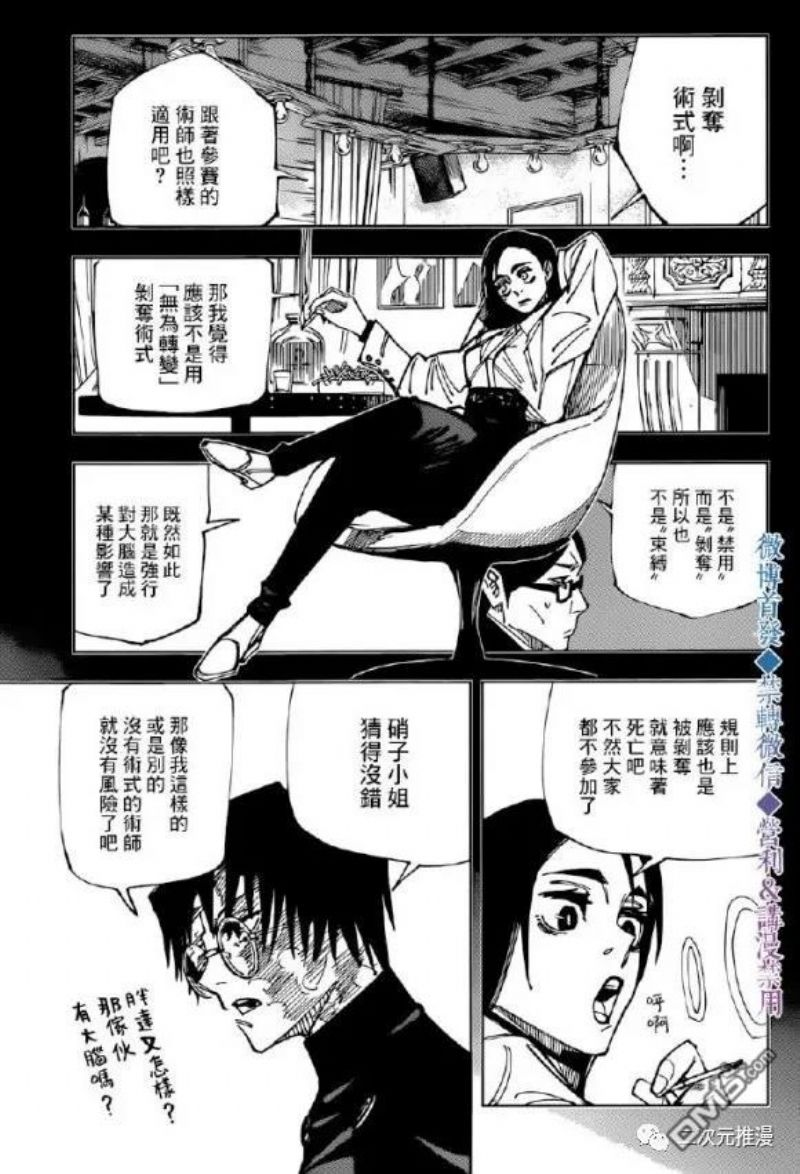 剝奪
術式啊…
跟著參賽的
術師也照樣
適用吧？
那我覺得
應該不是用
「無為轉變」
剝奪術式
不是〝禁用〞
而是〝剝奪〞
所以也
不是〝束縛〞
既然如此
那就是強行
對大腦造成
某種影響了
規則上
應該也是
被剝奪
就意味著
死亡吧
不然大家
都不參加了
呼
啊
硝子小姐
猜得沒錯
那像我這樣的
或是別的
沒有術式的術師
就沒有風險了吧
胖達又怎樣？
那傢伙
有大腦嗎？
微博首發◆禁轉微信◆營利&講漫禁用
二次元推漫